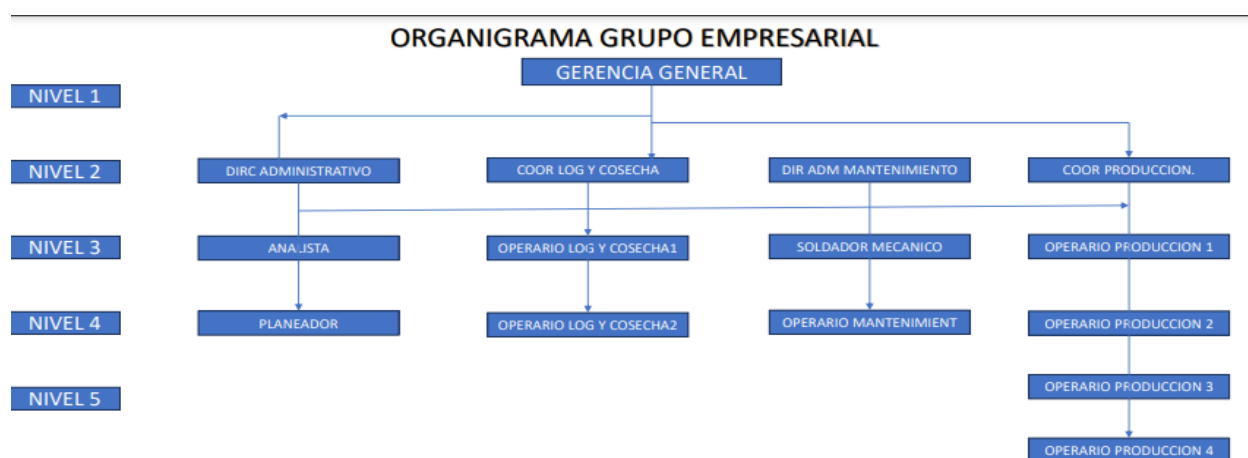 ORGANIGRAMA GRUPO EMPRESARIAL
GERENCIA GENERAL
NIVEL 1
NIVEL 2
DIRC ADMINISTRATIVO
COOR LOG Y COSECHA
DIR ADM MANTENIMIENTO
COOR PRODUCCION.
NIVEL 3
ANALISTA
OPERARIO LOG Y COSECHA1
SOLDADOR MECANICO
OPERARIO PRODUCCION 1
NIVEL 4
PLANEADOR
OPERARIO LOG Y COSECHA2
OPERARIO MANTENIMIENT
OPERARIO PRODUCCION 2
NIVEL 5
OPERARIO PRODUCCION 3
OPERARIO PRODUCCION 4